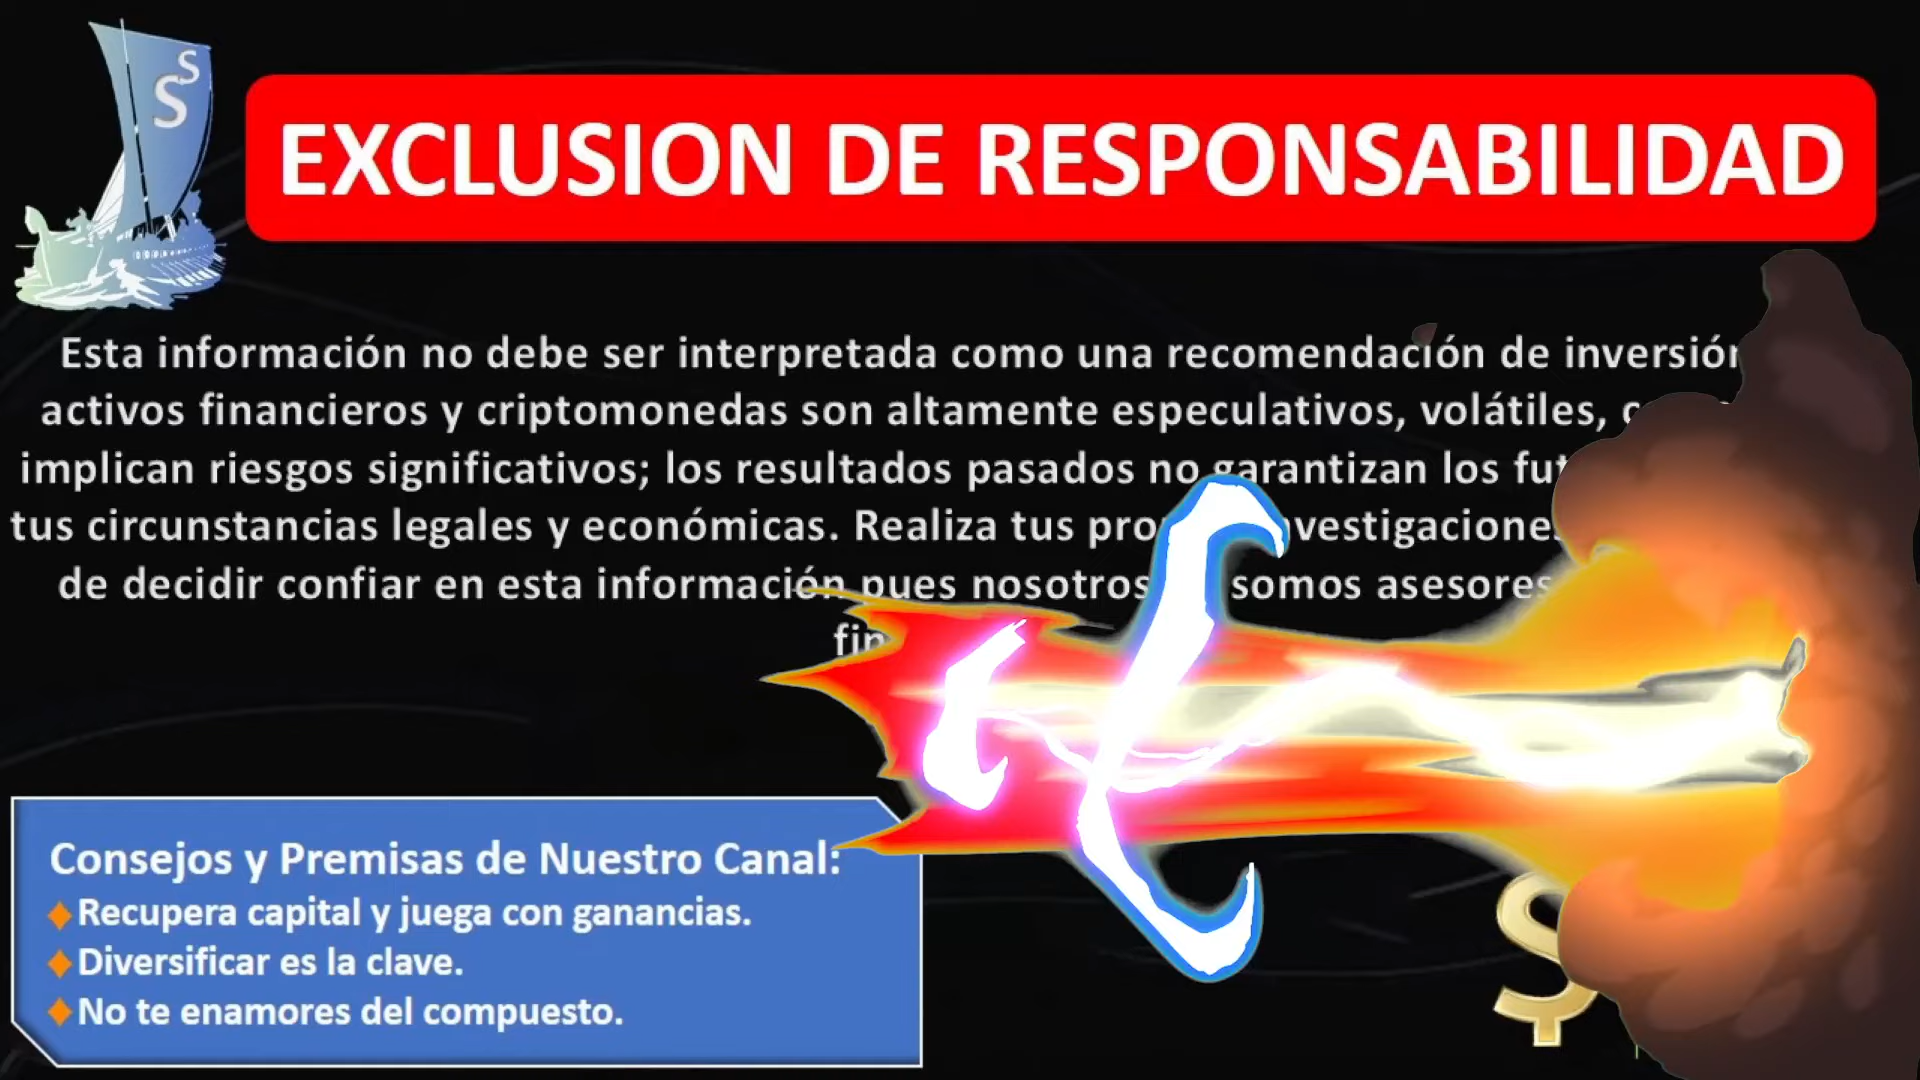 S
S
EXCLUSION DE RESPONSABILIDAD
Esta información no debe ser interpretada como una recomendación de inversión
activos financieros y criptomonedas son altamente especulativos, volátiles,
implican riesgos significativos; los resultados pasados no garantizan los
tus circunstancias legales y económicas. Realiza tus
de decidir confiar en esta información pues nosotros somos asesores
Consejos y Premisas de Nuestro Canal:
Recupera capital y juega con ganancias.
Diversificar es la clave.
No te enamores del compuesto.
$